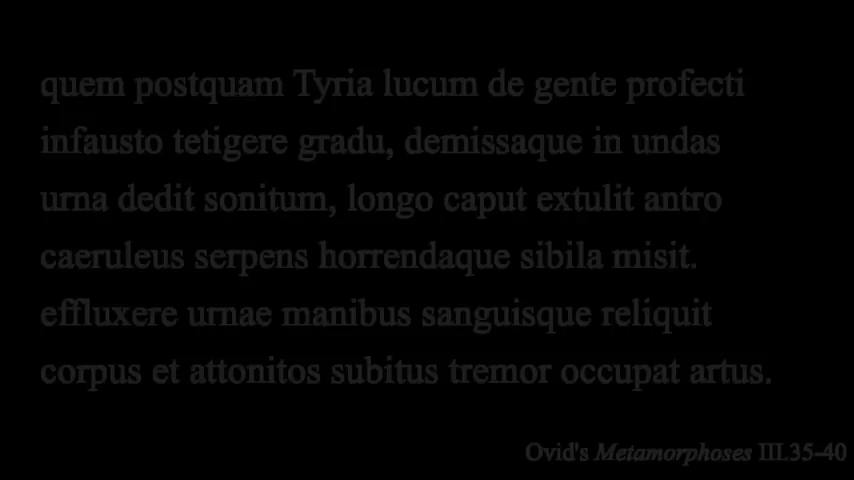 quem postquam Tyria lucum de gente profecti
infausto tetigere gradu, demissaque in undas
urna dedit sonitum, longo caput extulit antro
caeruleus serpens horrendaque sibila misit.
effluxere urnae manibus sanguisque reliquit
corpus et attonitos subitus tremor occupat artus.
Ovid's Metamorphoses III.35-40